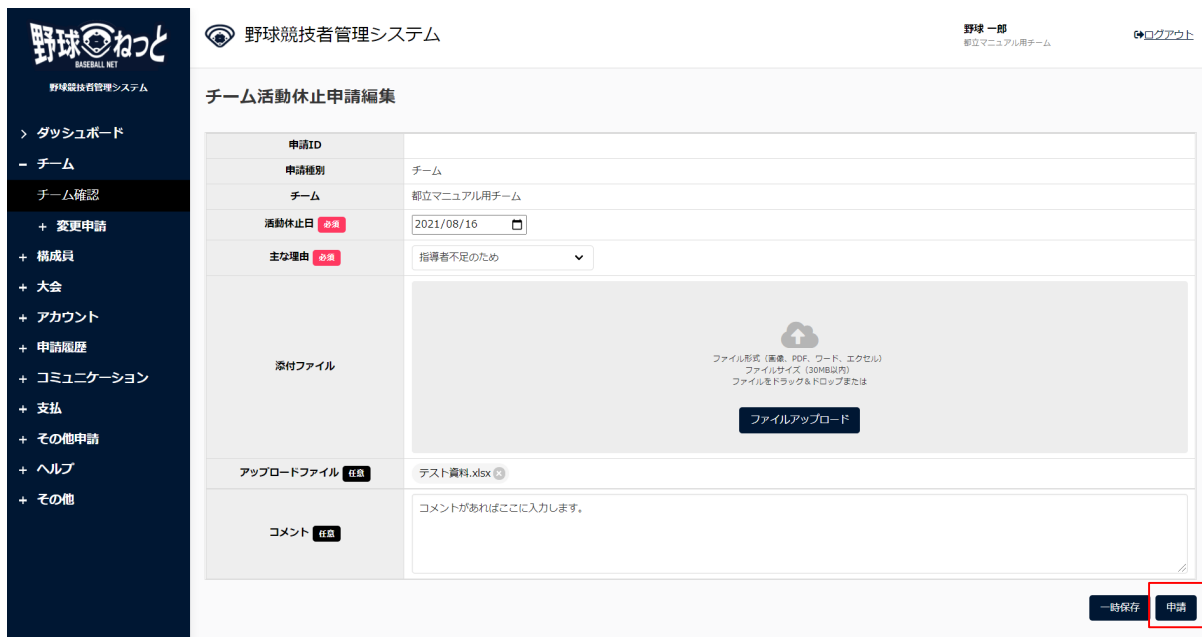 野球ねっと
BASEBALL NET
野球競技者管理システム
> ダッシュボード
− チーム
チーム確認
+ 変更申請
+ 構成員
+ 大会
+ アカウント
+ 申請履歴
+ コミュニケーション
+ 支払
+ その他申請
+ ヘルプ
+ その他
野球競技者管理システム
野球 一郎
都立マニュアル用チーム
ログアウト
チーム活動休止申請編集
申請ID
申請種別 チーム
チーム 都立マニュアル用チーム
活動休止日 必須 2021/08/16
主な理由 必須 指導者不足のため
添付ファイル
ファイル形式（画像、PDF、ワード、エクセル）
ファイルサイズ（30MB以内）
ファイルをドラッグ＆ドロップまたは
ファイルアップロード
アップロードファイル 任意 テスト資料.xlsx
コメント 任意 コメントがあればここに入力します。
一時保存 申請